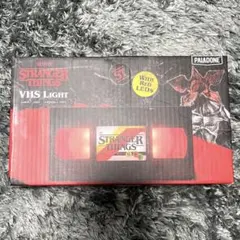 STRANGER
THINGS
VHS LIGHT
With Red
LEDs
PALADONE
STRANGER
THINGS